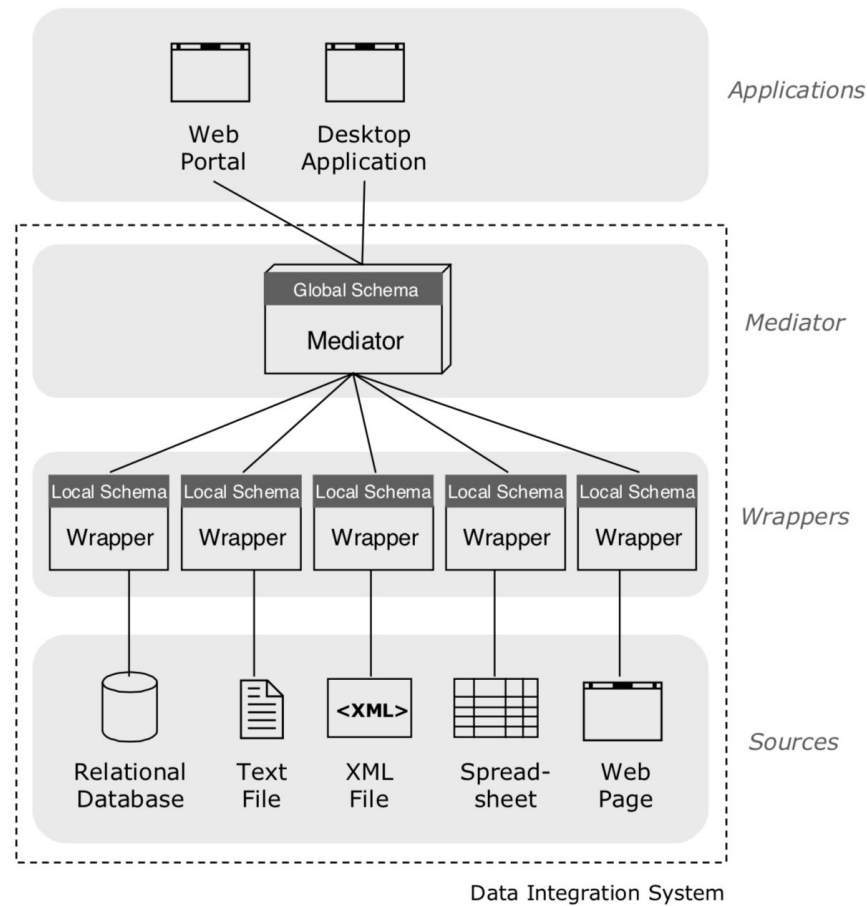 Applications
Web
Portal
Desktop
Application
Global Schema
Mediator
Mediator
Local Schema
Wrapper
Local Schema
Wrapper
Local Schema
Wrapper
Local Schema
Wrapper
Local Schema
Wrapper
Wrappers
Relational
Database
Text
File
<XML>
XML
File
Spread-
sheet
Web
Page
Sources
Data Integration System